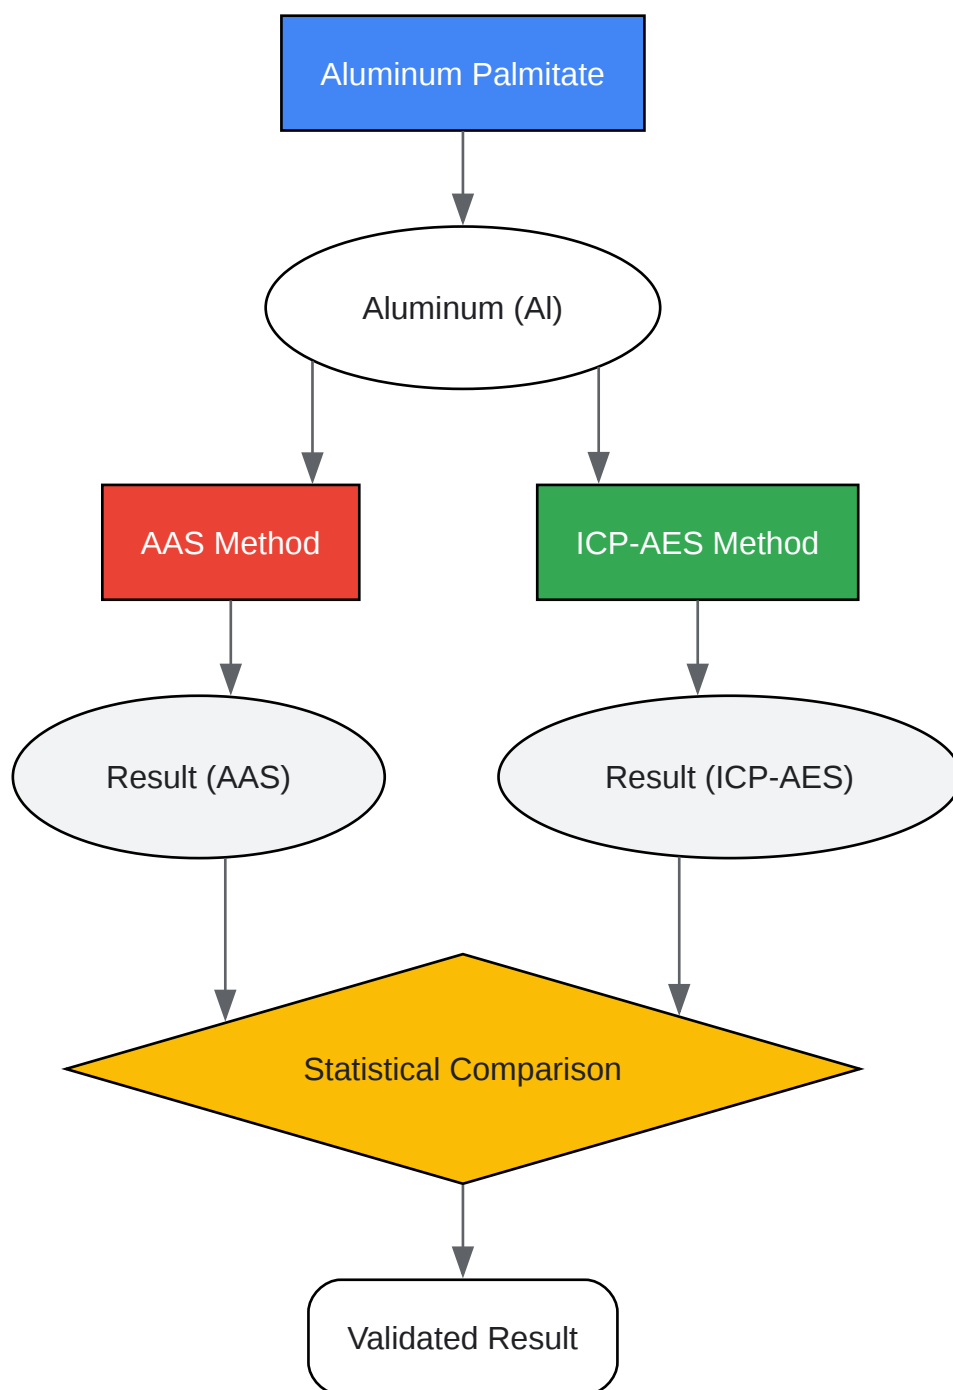 Aluminum Palmitate
Aluminum (Al)
AAS Method
ICP-AES Method
Result (AAS)
Result (ICP-AES)
Statistical Comparison
Validated Result